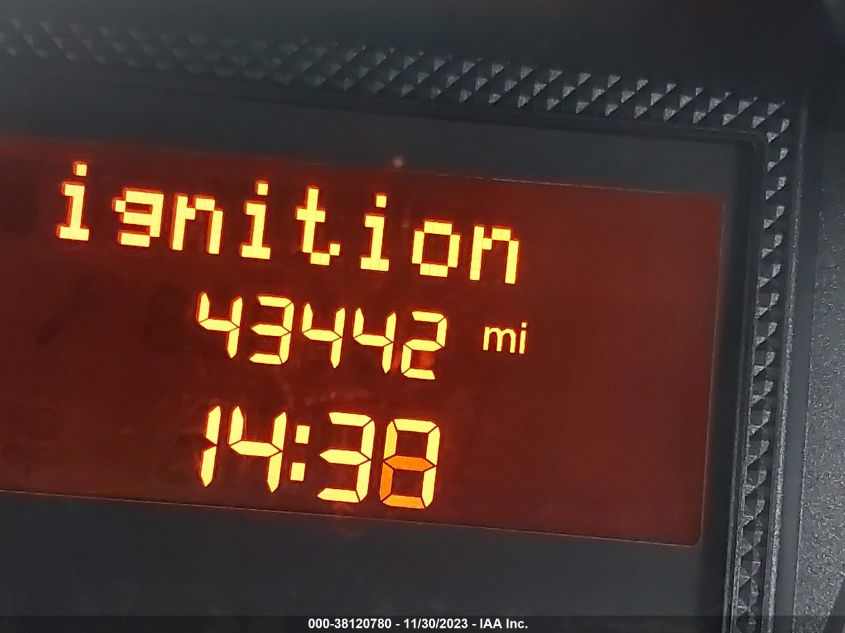 ignition
43442 mi
14:38
000-38120780 - 11/30/2023 - IAA Inc.